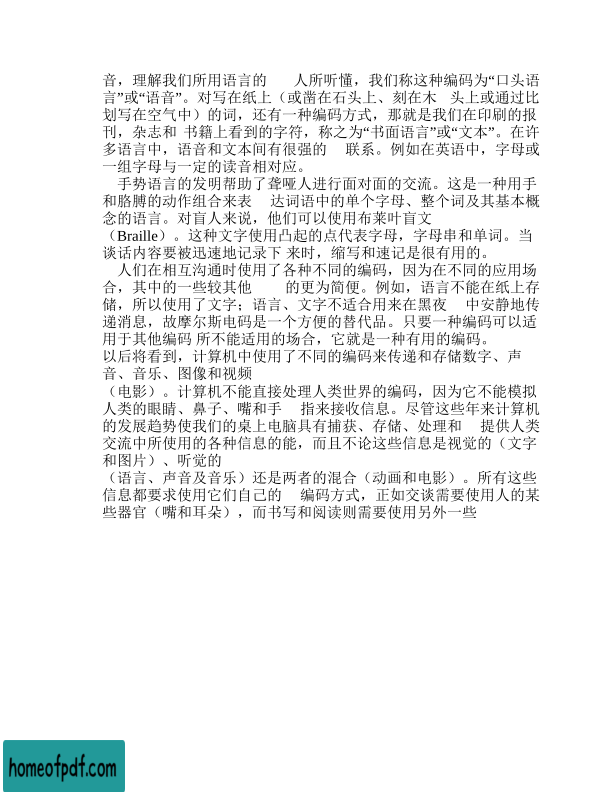 音，理解我们所用语言的 人所听懂，我们称这种编码为“口头语
言”或“语音”。对写在纸上（或凿在石头上、刻在木 头上或通过比
划写在空气中）的词，还有一种编码方式，那就是我们在印刷的报
刊，杂志和 书籍上看到的字符，称之为“书面语言”或“文本”。在许
多语言中，语音和文本间有很强的 联系。例如在英语中，字母或
一组字母与一定的读音相对应。
手势语言的发明帮助了聋哑人进行面对面的交流。这是一种用手
和胳膊的动作组合来表 达词语中的单个字母、整个词及其基本概
念的语言。对盲人来说，他们可以使用布莱叶盲文
（Braille）。这种文字使用凸起的点代表字母，字母串和单词。当
谈话内容要被迅速地记录下 来时，缩写和速记是很有用的。
人们在相互沟通时使用了各种不同的编码，因为在不同的应用场
合，其中的一些较其他 的更为简便。例如，语言不能在纸上存
储，所以使用了文字；语言、文字不适合用来在黑夜 中安静地传
递消息，故摩尔斯电码是一个方便的替代品。只要一种编码可以适
用于其他编码 所不能适用的场合，它就是一种有用的编码。
以后将看到，计算机中使用了不同的编码来传递和存储数字、声
音、音乐、图像和视频
（电影）。计算机不能直接处理人类世界的编码，因为它不能模拟
人类的眼睛、鼻子、嘴和手 指来接收信息。尽管这些年来计算机
的发展趋势使我们的桌上电脑具有捕获、存储、处理和 提供人类
交流中所使用的各种信息的能，而且不论这些信息是视觉的（文字
和图片）、听觉的
（语言、声音及音乐）还是两者的混合（动画和电影）。所有这些
信息都要求使用它们自己的 编码方式，正如交谈需要使用人的某
些器官（嘴和耳朵），而书写和阅读则需要使用另外一些
homeofpdf.com